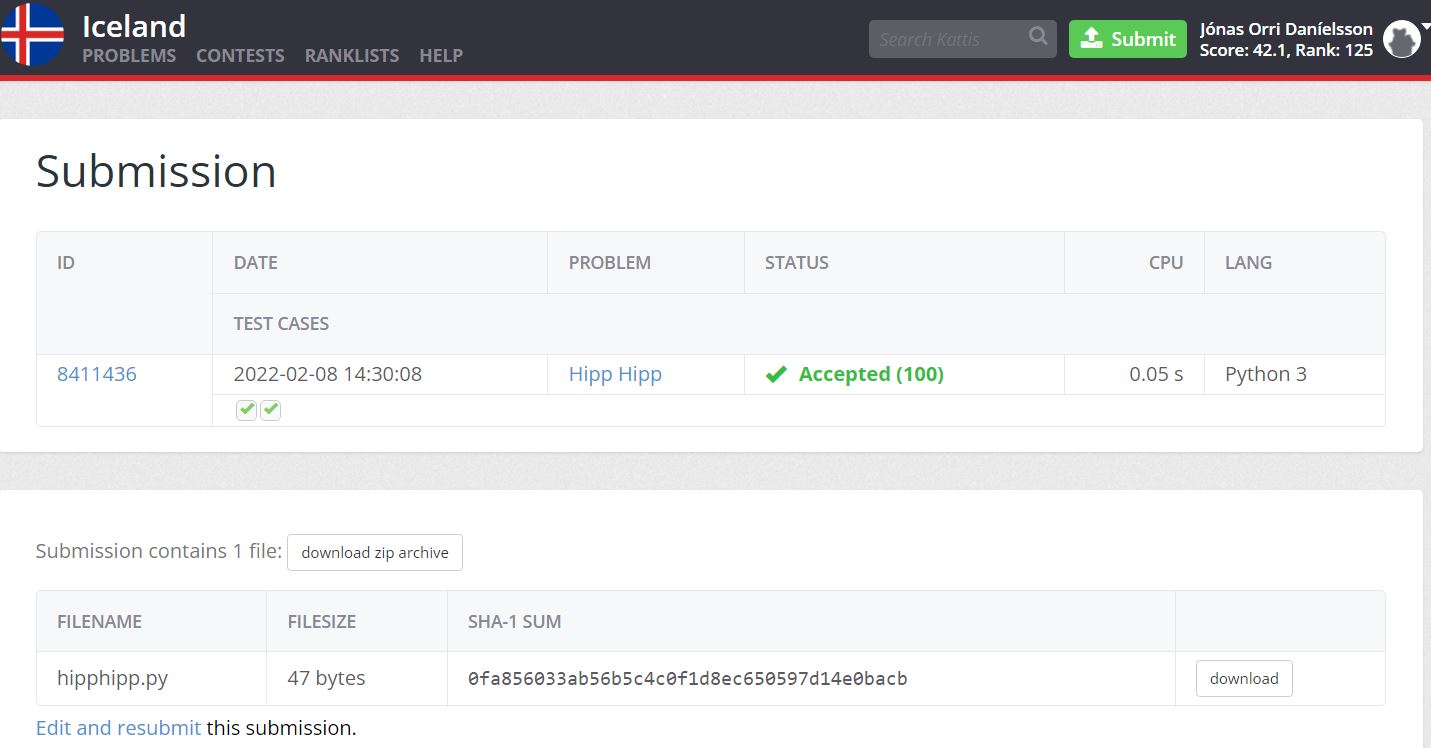 Iceland
PROBLEMS CONTESTS RANKLISTS HELP
Search Kattis
Submit
Jónas Orri Daníelsson
Score: 42.1, Rank: 125
Submission
ID DATE PROBLEM STATUS CPU LANG
TEST CASES
8411436 2022-02-08 14:30:08 Hipp Hipp Accepted (100) 0.05 s Python 3
Submission contains 1 file: download zip archive
FILENAME FILESIZE SHA-1 SUM
hipphipp.py 47 bytes 0fa856033ab56b5c4c0f1d8ec650597d14e0bacb download
Edit and resubmit this submission.